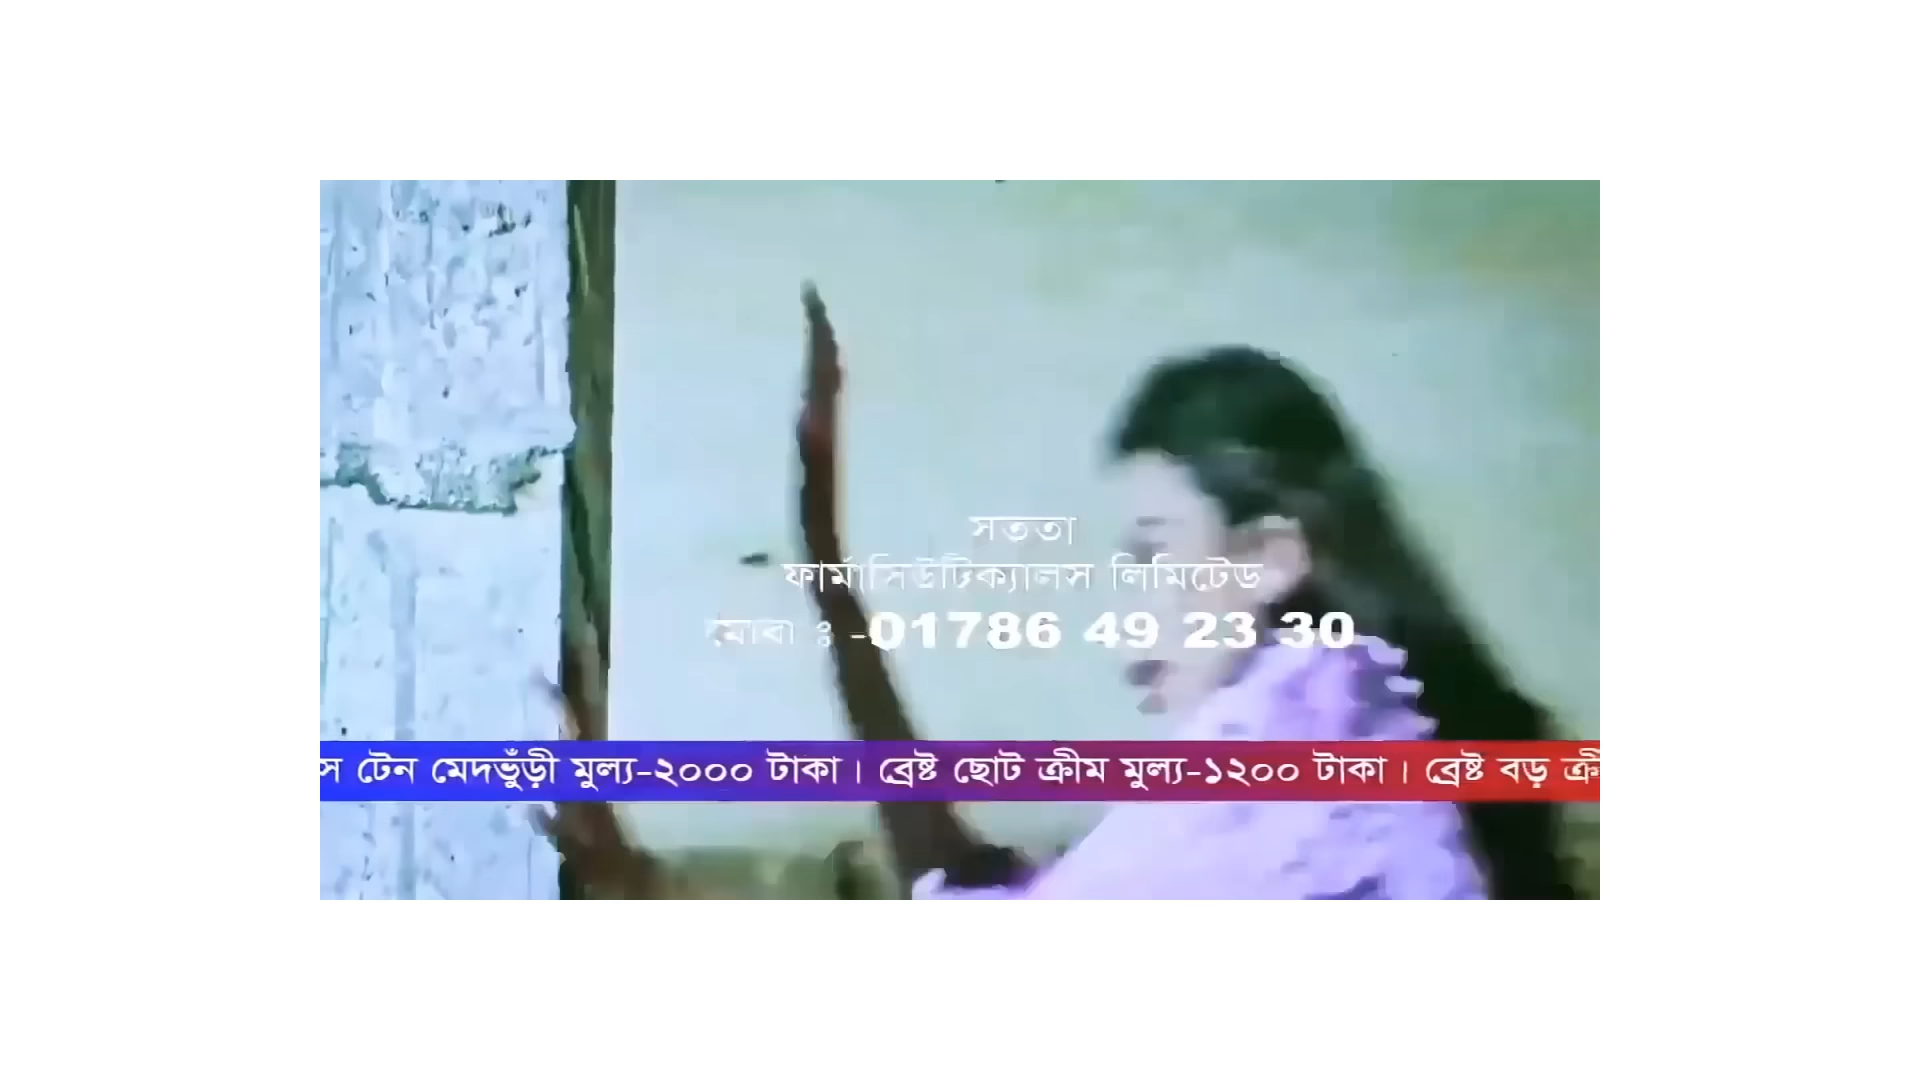 সততা
ফার্মাসিউটিক্যালস লিমিটেড
মোবা ঃ -01786 49 23 30
স টেন মেদভুঁড়ী মুল্য-২০০০ টাকা। ব্রেষ্ট ছোট ক্রীম মুল্য-১২০০ টাকা। ব্রেষ্ট বড় ক্রী